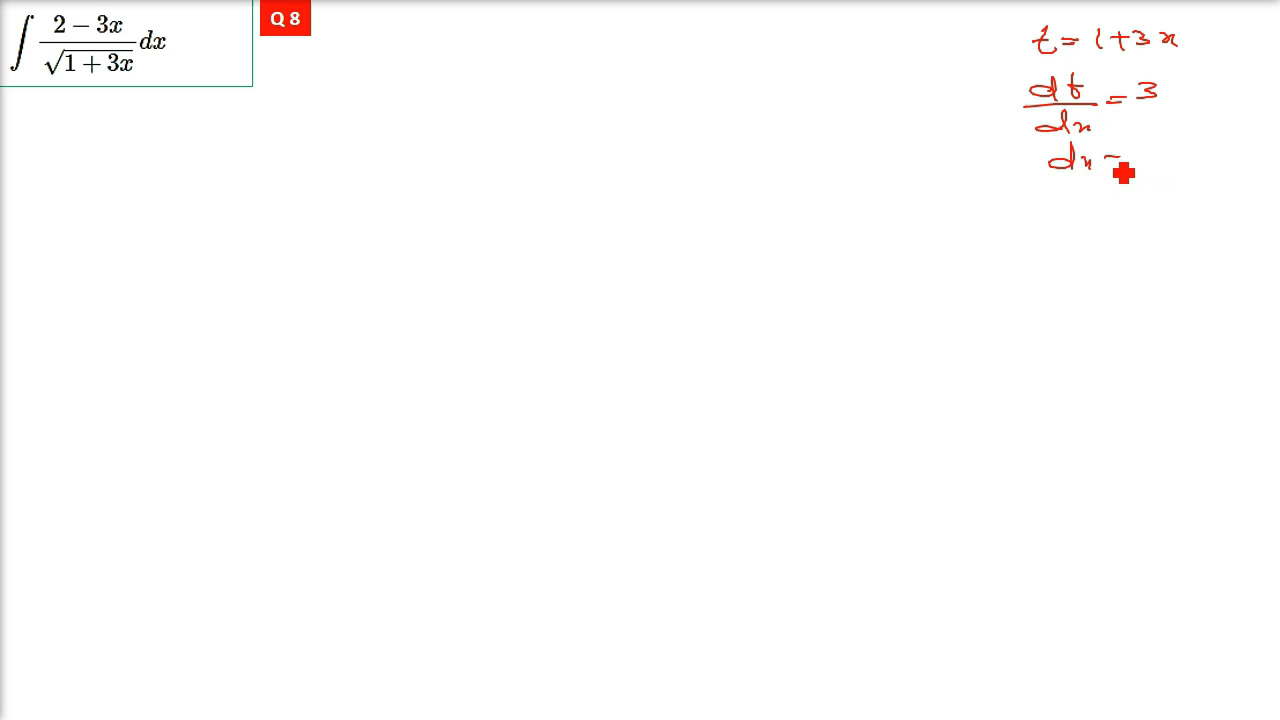 ∫ (2 − 3x)/√(1 + 3x) dx
Q 8
t = 1+3x
dt/dx = 3
dx =